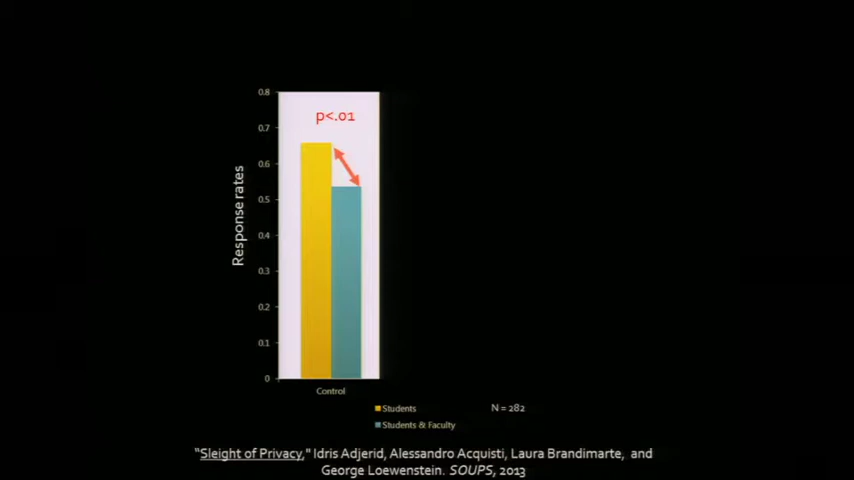 0.8
p<.01
0.7
0.6
Response rates
0.5
0.4
0.3
0.2
0.1
0
Control
Students
N = 282
Students & Faculty
"Sleight of Privacy," Idris Adjerid, Alessandro Acquisti, Laura Brandimarte, and
George Loewenstein. SOUPS, 2013